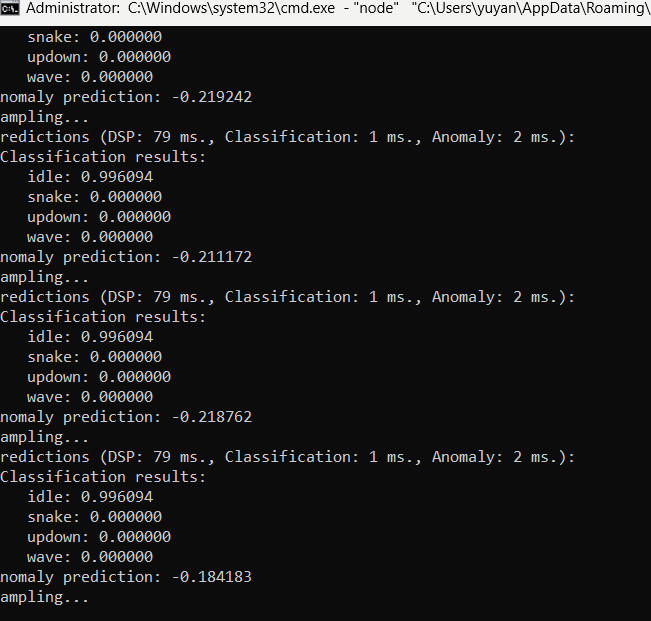 Administrator: C:\Windows\system32\cmd.exe - "node" "C:\Users\yuyan\AppData\Roaming\
snake: 0.000000
updown: 0.000000
wave: 0.000000
nomaly prediction: -0.219242
ampling...
redictions (DSP: 79 ms., Classification: 1 ms., Anomaly: 2 ms.):
Classification results:
idle: 0.996094
snake: 0.000000
updown: 0.000000
wave: 0.000000
nomaly prediction: -0.211172
ampling...
redictions (DSP: 79 ms., Classification: 1 ms., Anomaly: 2 ms.):
Classification results:
idle: 0.996094
snake: 0.000000
updown: 0.000000
wave: 0.000000
nomaly prediction: -0.218762
ampling...
redictions (DSP: 79 ms., Classification: 1 ms., Anomaly: 2 ms.):
Classification results:
idle: 0.996094
snake: 0.000000
updown: 0.000000
wave: 0.000000
nomaly prediction: -0.184183
ampling...